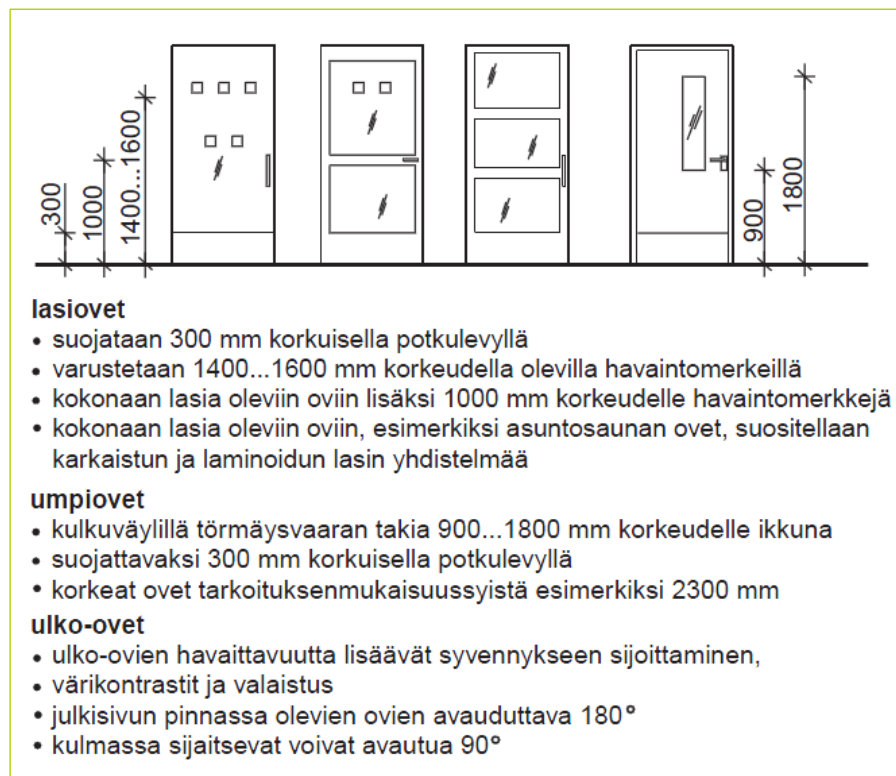 300
1000
1400...1600
900
1800
lasiovet
• suojataan 300 mm korkuisella potkulevyllä
• varustetaan 1400...1600 mm korkeudella olevilla havaintomerkeillä
• kokonaan lasia oleviin oviin lisäksi 1000 mm korkeudelle havaintomerkkejä
• kokonaan lasia oleviin oviin, esimerkiksi asuntosaunan ovet, suositellaan
karkaistun ja laminoidun lasin yhdistelmää
umpiovet
• kulkuväylillä törmäysvaaran takia 900...1800 mm korkeudelle ikkuna
• suojattavaksi 300 mm korkuisella potkulevyllä
• korkeat ovet tarkoituksenmukaisuussyistä esimerkiksi 2300 mm
ulko-ovet
• ulko-ovien havaittavuutta lisäävät syvennykseen sijoittaminen,
• värikontrastit ja valaistus
• julkisivun pinnassa olevien ovien avauduttava 180°
• kulmassa sijaitsevat voivat avautua 90°